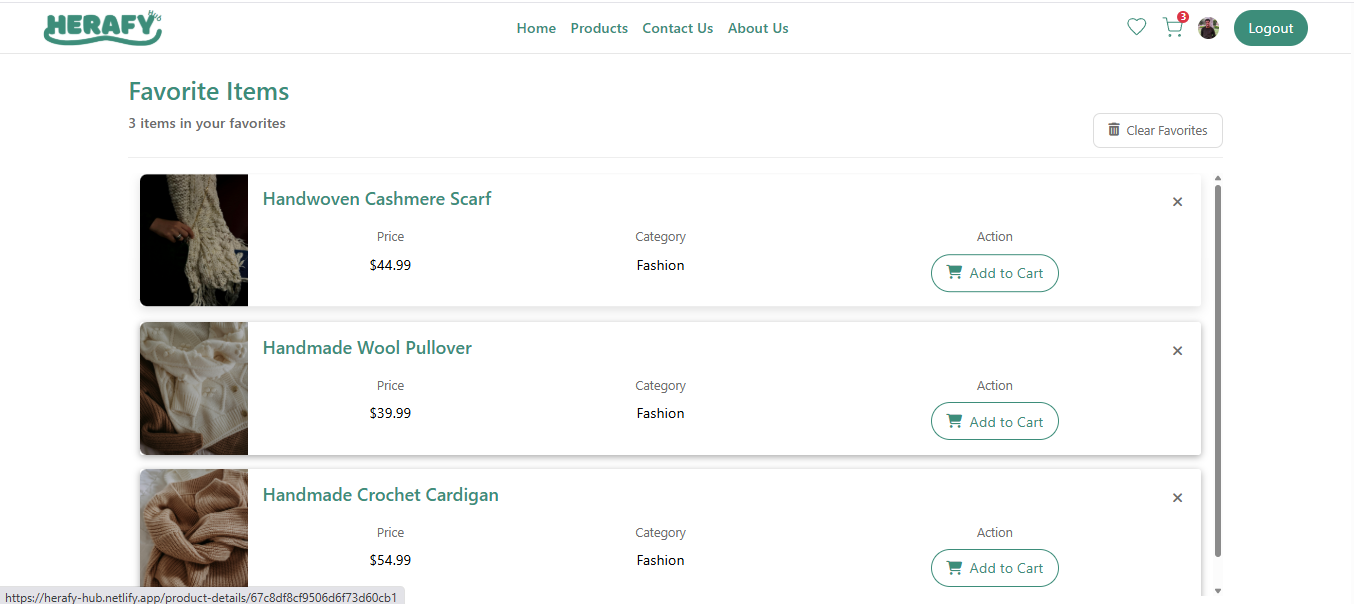 HERAFY Hub
Home Products Contact Us About Us
3
Logout
Favorite Items
3 items in your favorites
Clear Favorites
Handwoven Cashmere Scarf
×
Price Category Action
$44.99 Fashion Add to Cart
Handmade Wool Pullover
×
Price Category Action
$39.99 Fashion Add to Cart
Handmade Crochet Cardigan
×
Price Category Action
$54.99 Fashion Add to Cart
https://herafy-hub.netlify.app/product-details/67c8df8cf9506d6f73d60cb1